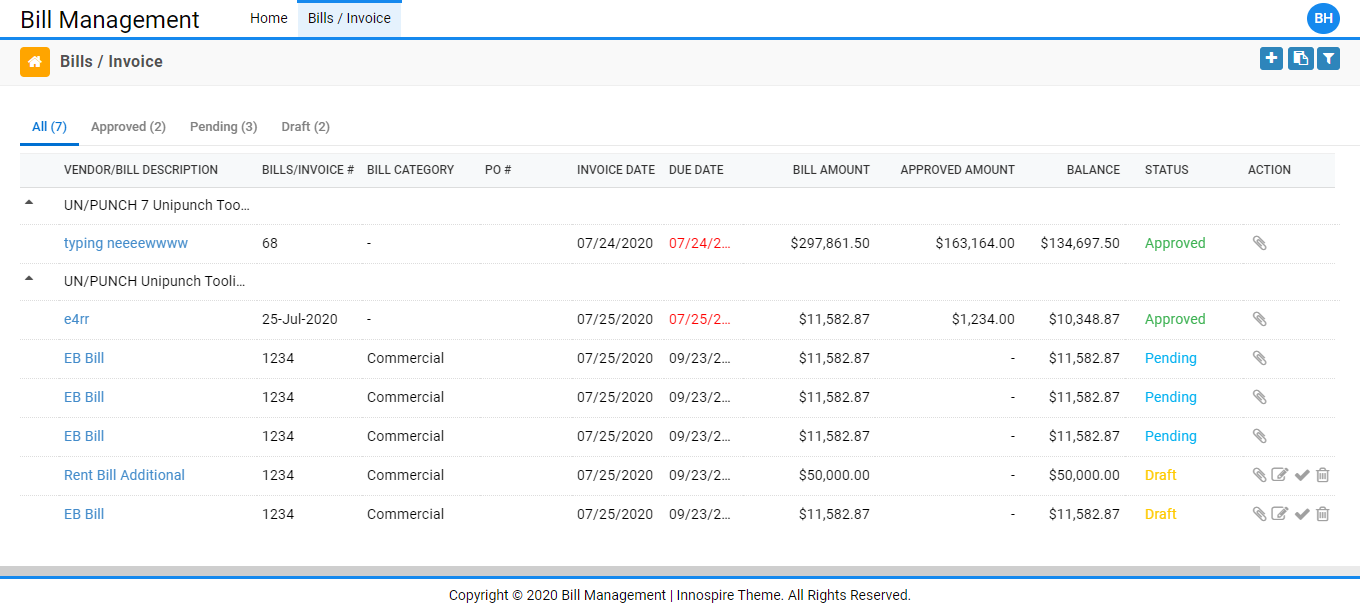 Bill Management Home Bills / Invoice BH
Bills / Invoice
All (7) Approved (2) Pending (3) Draft (2)
VENDOR/BILL DESCRIPTION BILLS/INVOICE # BILL CATEGORY PO # INVOICE DATE DUE DATE BILL AMOUNT APPROVED AMOUNT BALANCE STATUS ACTION
UN/PUNCH 7 Unipunch Too...
typing neeeewwww 68 - 07/24/2020 07/24/2... $297,861.50 $163,164.00 $134,697.50 Approved
UN/PUNCH Unipunch Tooli...
e4rr 25-Jul-2020 - 07/25/2020 07/25/2... $11,582.87 $1,234.00 $10,348.87 Approved
EB Bill 1234 Commercial 07/25/2020 09/23/2... $11,582.87 - $11,582.87 Pending
EB Bill 1234 Commercial 07/25/2020 09/23/2... $11,582.87 - $11,582.87 Pending
EB Bill 1234 Commercial 07/25/2020 09/23/2... $11,582.87 - $11,582.87 Pending
Rent Bill Additional 1234 Commercial 07/25/2020 09/23/2... $50,000.00 - $50,000.00 Draft
EB Bill 1234 Commercial 07/25/2020 09/23/2... $11,582.87 - $11,582.87 Draft
Copyright © 2020 Bill Management | Innospire Theme. All Rights Reserved.